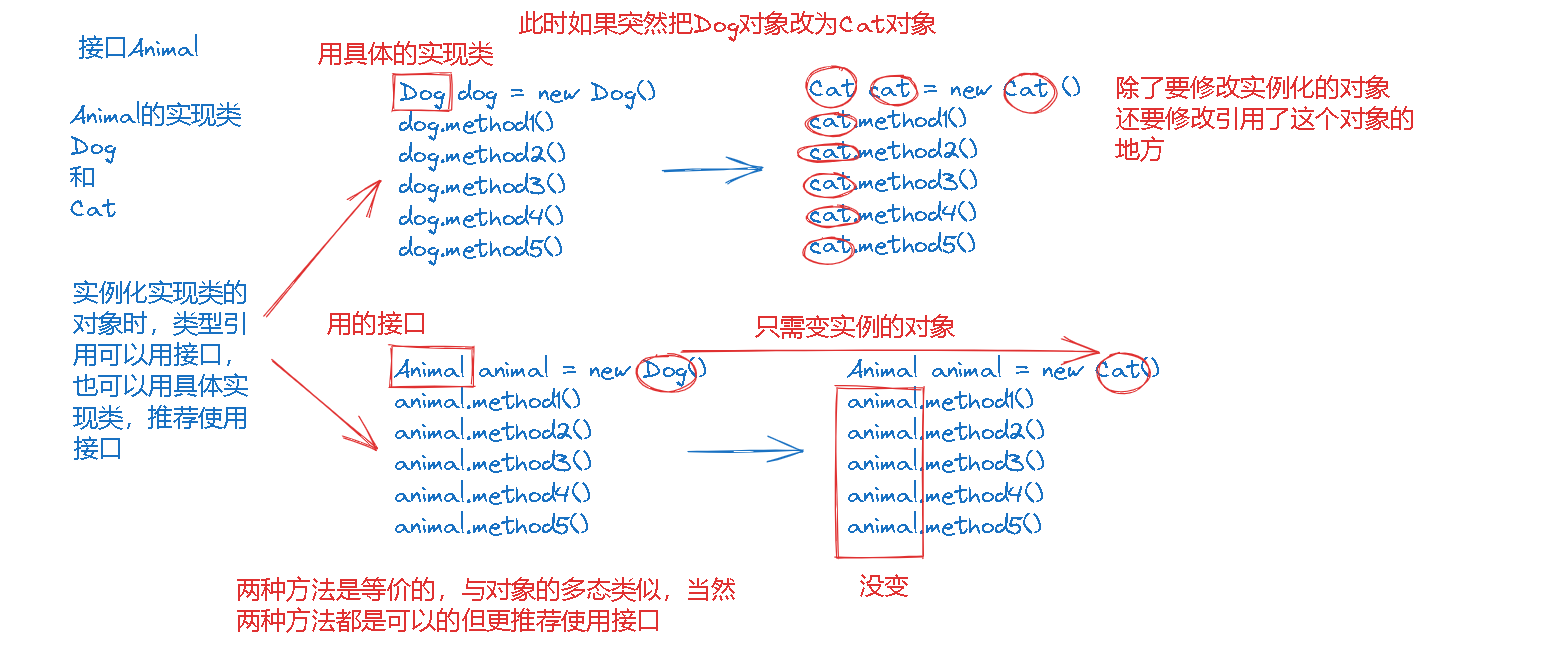 此时如果突然把Dog对象改为Cat对象
接口Animal
Animal的实现类
Dog
和
Cat
实例化实现类的
对象时，类型引
用可以用接口，
也可以用具体实
现类，推荐使用
接口
用具体的实现类
Dog dog = new Dog()
dog.method1()
dog.method2()
dog.method3()
dog.method4()
dog.method5()
Cat cat = new Cat ()
cat.method1()
cat.method2()
cat.method3()
cat.method4()
cat.method5()
除了要修改实例化的对象
还要修改引用了这个对象的
地方
用的接口
Animal animal = new Dog()
animal.method1()
animal.method2()
animal.method3()
animal.method4()
animal.method5()
只需变实例的对象
Animal animal = new Cat()
animal.method1()
animal.method2()
animal.method3()
animal.method4()
animal.method5()
没变
两种方法是等价的，与对象的多态类似，当然
两种方法都是可以的但更推荐使用接口